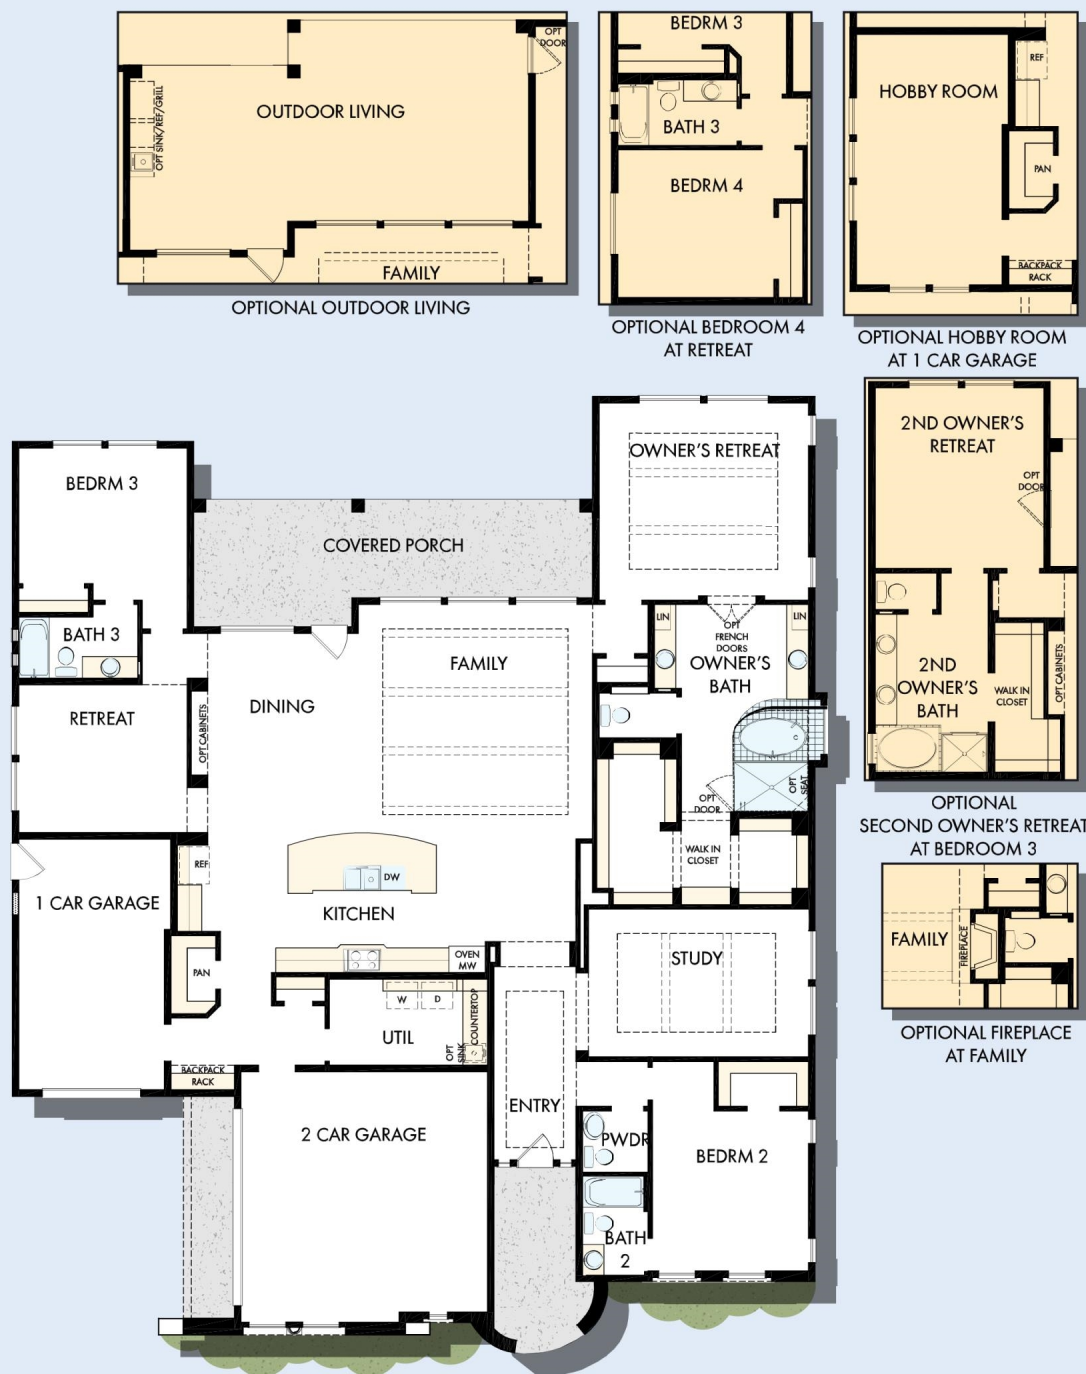 OPT
DOOR
OUTDOOR LIVING
OPT SINK/REF/GRILL
FAMILY
OPTIONAL OUTDOOR LIVING
BEDRM 3
BATH 3
BEDRM 4
OPTIONAL BEDROOM 4
AT RETREAT
REF
HOBBY ROOM
PAN
BACKPACK
RACK
OPTIONAL HOBBY ROOM
AT 1 CAR GARAGE
2ND OWNER'S
RETREAT
OPT
DOOR
2ND
OWNER'S
BATH
WALK IN
CLOSET
OPT CABINETS
OPTIONAL
SECOND OWNER'S RETREAT
AT BEDROOM 3
FAMILY
FIREPLACE
OPTIONAL FIREPLACE
AT FAMILY
OWNER'S RETREAT
BEDRM 3
COVERED PORCH
LIN
LIN
OPT
FRENCH
DOORS
OWNER'S
BATH
BATH 3
FAMILY
DINING
RETREAT
OPT CABINETS
OPT
SEAT
OPT
DOOR
WALK IN
CLOSET
REF
DW
1 CAR GARAGE
KITCHEN
OVEN
MW
STUDY
PAN
W
D
COUNTERTOP
UTIL
OPT
SINK
BACKPACK
RACK
ENTRY
2 CAR GARAGE
PWDR
BEDRM 2
BATH
2